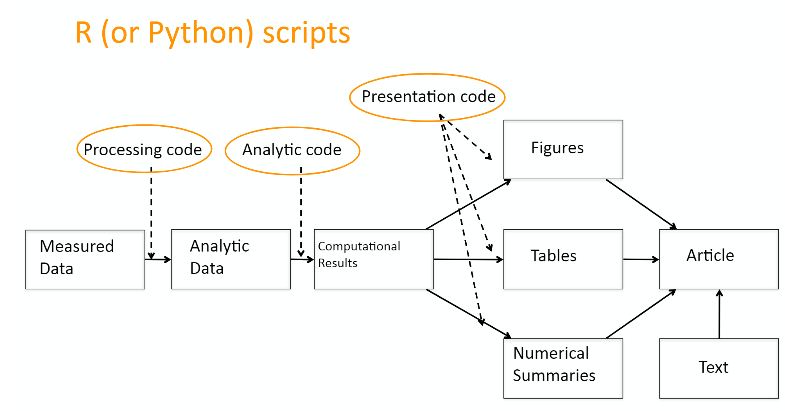 R (or Python) scripts
Presentation code
Processing code
Analytic code
Figures
Measured
Data
Analytic
Data
Computational
Results
Tables
Article
Numerical
Summaries
Text